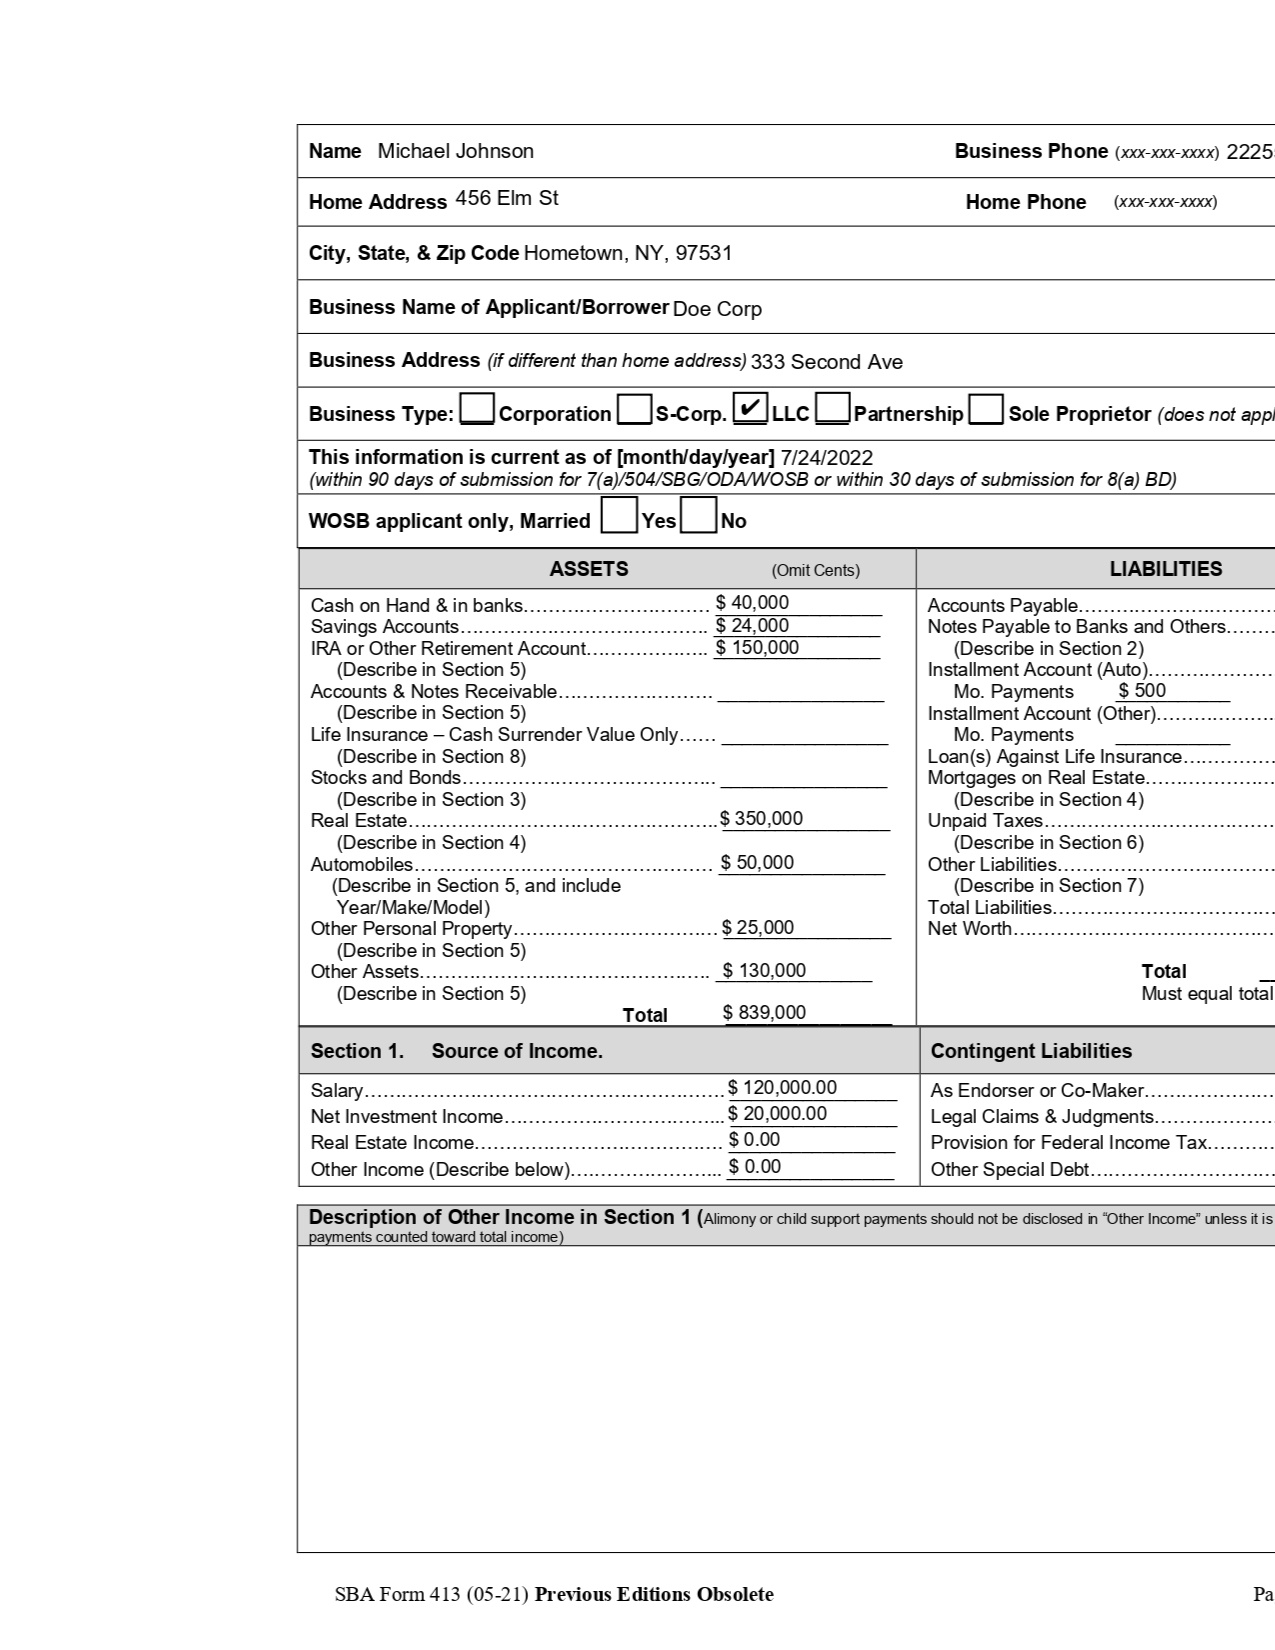 Name Michael Johnson Business Phone (xxx-xxx-xxxx) 2225
Home Address 456 Elm St Home Phone (xxx-xxx-xxxx)
City, State, & Zip Code Hometown, NY, 97531
Business Name of Applicant/Borrower Doe Corp
Business Address (if different than home address) 333 Second Ave
Business Type: Corporation S-Corp. ✔ LLC Partnership Sole Proprietor (does not appl
This information is current as of [month/day/year] 7/24/2022
(within 90 days of submission for 7(a)/504/SBG/ODA/WOSB or within 30 days of submission for 8(a) BD)
WOSB applicant only, Married Yes No
ASSETS (Omit Cents)
Cash on Hand & in banks………………………… $ 40,000
Savings Accounts………………………………… $ 24,000
IRA or Other Retirement Account……………….. $ 150,000
(Describe in Section 5)
Accounts & Notes Receivable……………………. ________________
(Describe in Section 5)
Life Insurance – Cash Surrender Value Only…… ________________
(Describe in Section 8)
Stocks and Bonds………………………………….. ________________
(Describe in Section 3)
Real Estate…………………………………………. $ 350,000
(Describe in Section 4)
Automobiles………………………………………… $ 50,000
(Describe in Section 5, and include
Year/Make/Model)
Other Personal Property…………………………… $ 25,000
(Describe in Section 5)
Other Assets……………………………………….. $ 130,000
(Describe in Section 5)
Total $ 839,000
LIABILITIES
Accounts Payable…………………………
Notes Payable to Banks and Others…….
(Describe in Section 2)
Installment Account (Auto)……………….
Mo. Payments $ 500
Installment Account (Other)………………
Mo. Payments ___________
Loan(s) Against Life Insurance……………
Mortgages on Real Estate…………………
(Describe in Section 4)
Unpaid Taxes………………………………
(Describe in Section 6)
Other Liabilities……………………………
(Describe in Section 7)
Total Liabilities……………………………
Net Worth…………………………………
Total
Must equal total
Section 1. Source of Income.
Salary………………………………………………… $ 120,000.00
Net Investment Income…………………………….. $ 20,000.00
Real Estate Income………………………………… $ 0.00
Other Income (Describe below)…………………… $ 0.00
Contingent Liabilities
As Endorser or Co-Maker…………………
Legal Claims & Judgments………………
Provision for Federal Income Tax……….
Other Special Debt………………………
Description of Other Income in Section 1 (Alimony or child support payments should not be disclosed in “Other Income” unless it is
payments counted toward total income)
SBA Form 413 (05-21) Previous Editions Obsolete Pa